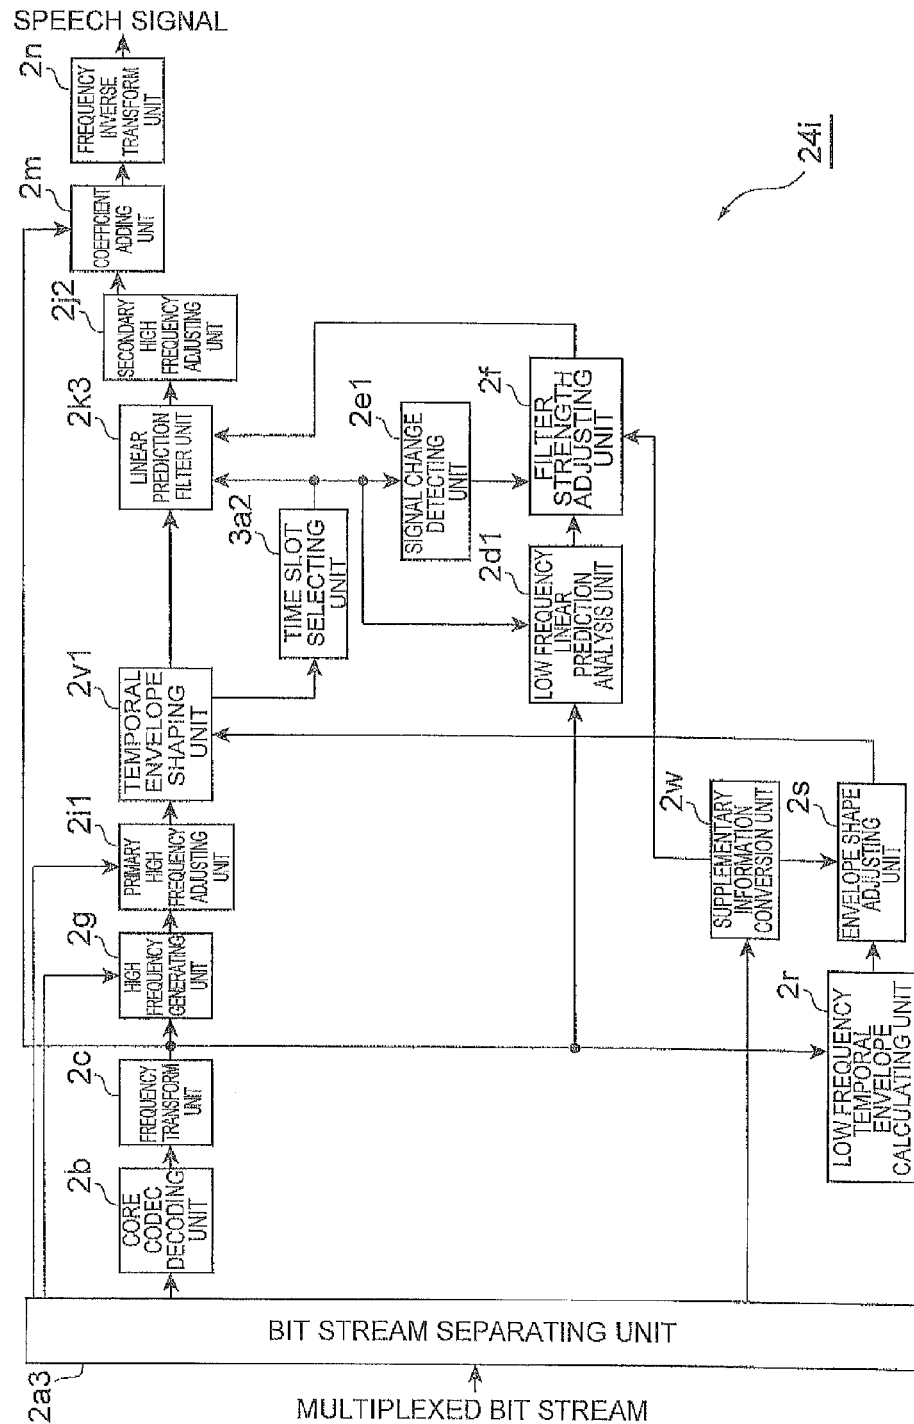 SPEECH SIGNAL
2n
FREQUENCY
INVERSE
TRANSFORM
UNIT
2m
COEFFICIENT
ADDING
UNIT
2j2
SECONDARY
HIGH
FREQUENCY
ADJUSTING
UNIT
2k3
LINEAR
PREDICTION
FILTER UNIT
3a2
TIME SLOT
SELECTING
UNIT
2e1
SIGNAL CHANGE
DETECTING
UNIT
2f
FILTER
STRENGTH
ADJUSTING
UNIT
2d1
LOW FREQUENCY
LINEAR
PREDICTION
ANALYSIS UNIT
2v1
TEMPORAL
ENVELOPE
SHAPING
UNIT
2i1
PRIMARY
HIGH
FREQUENCY
ADJUSTING
UNIT
2g
HIGH
FREQUENCY
GENERATING
UNIT
2c
FREQUENCY
TRANSFORM
UNIT
2b
CORE
CODEC
DECODING
UNIT
2w
SUPPLEMENTARY
INFORMATION
CONVERSION UNIT
2s
ENVELOPE SHAPE
ADJUSTING
UNIT
2r
LOW FREQUENCY
TEMPORAL
ENVELOPE
CALCULATING UNIT
24i
BIT STREAM SEPARATING UNIT
2a3
MULTIPLEXED BIT STREAM